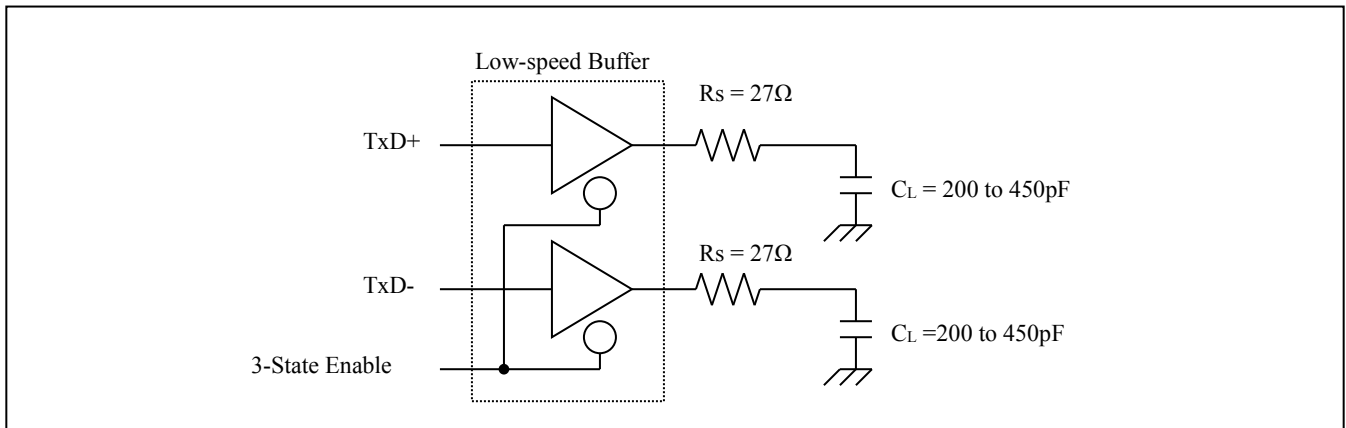 Low-speed Buffer
Rs = 27Ω
TxD+
CL = 200 to 450pF
Rs = 27Ω
TxD-
CL =200 to 450pF
3-State Enable